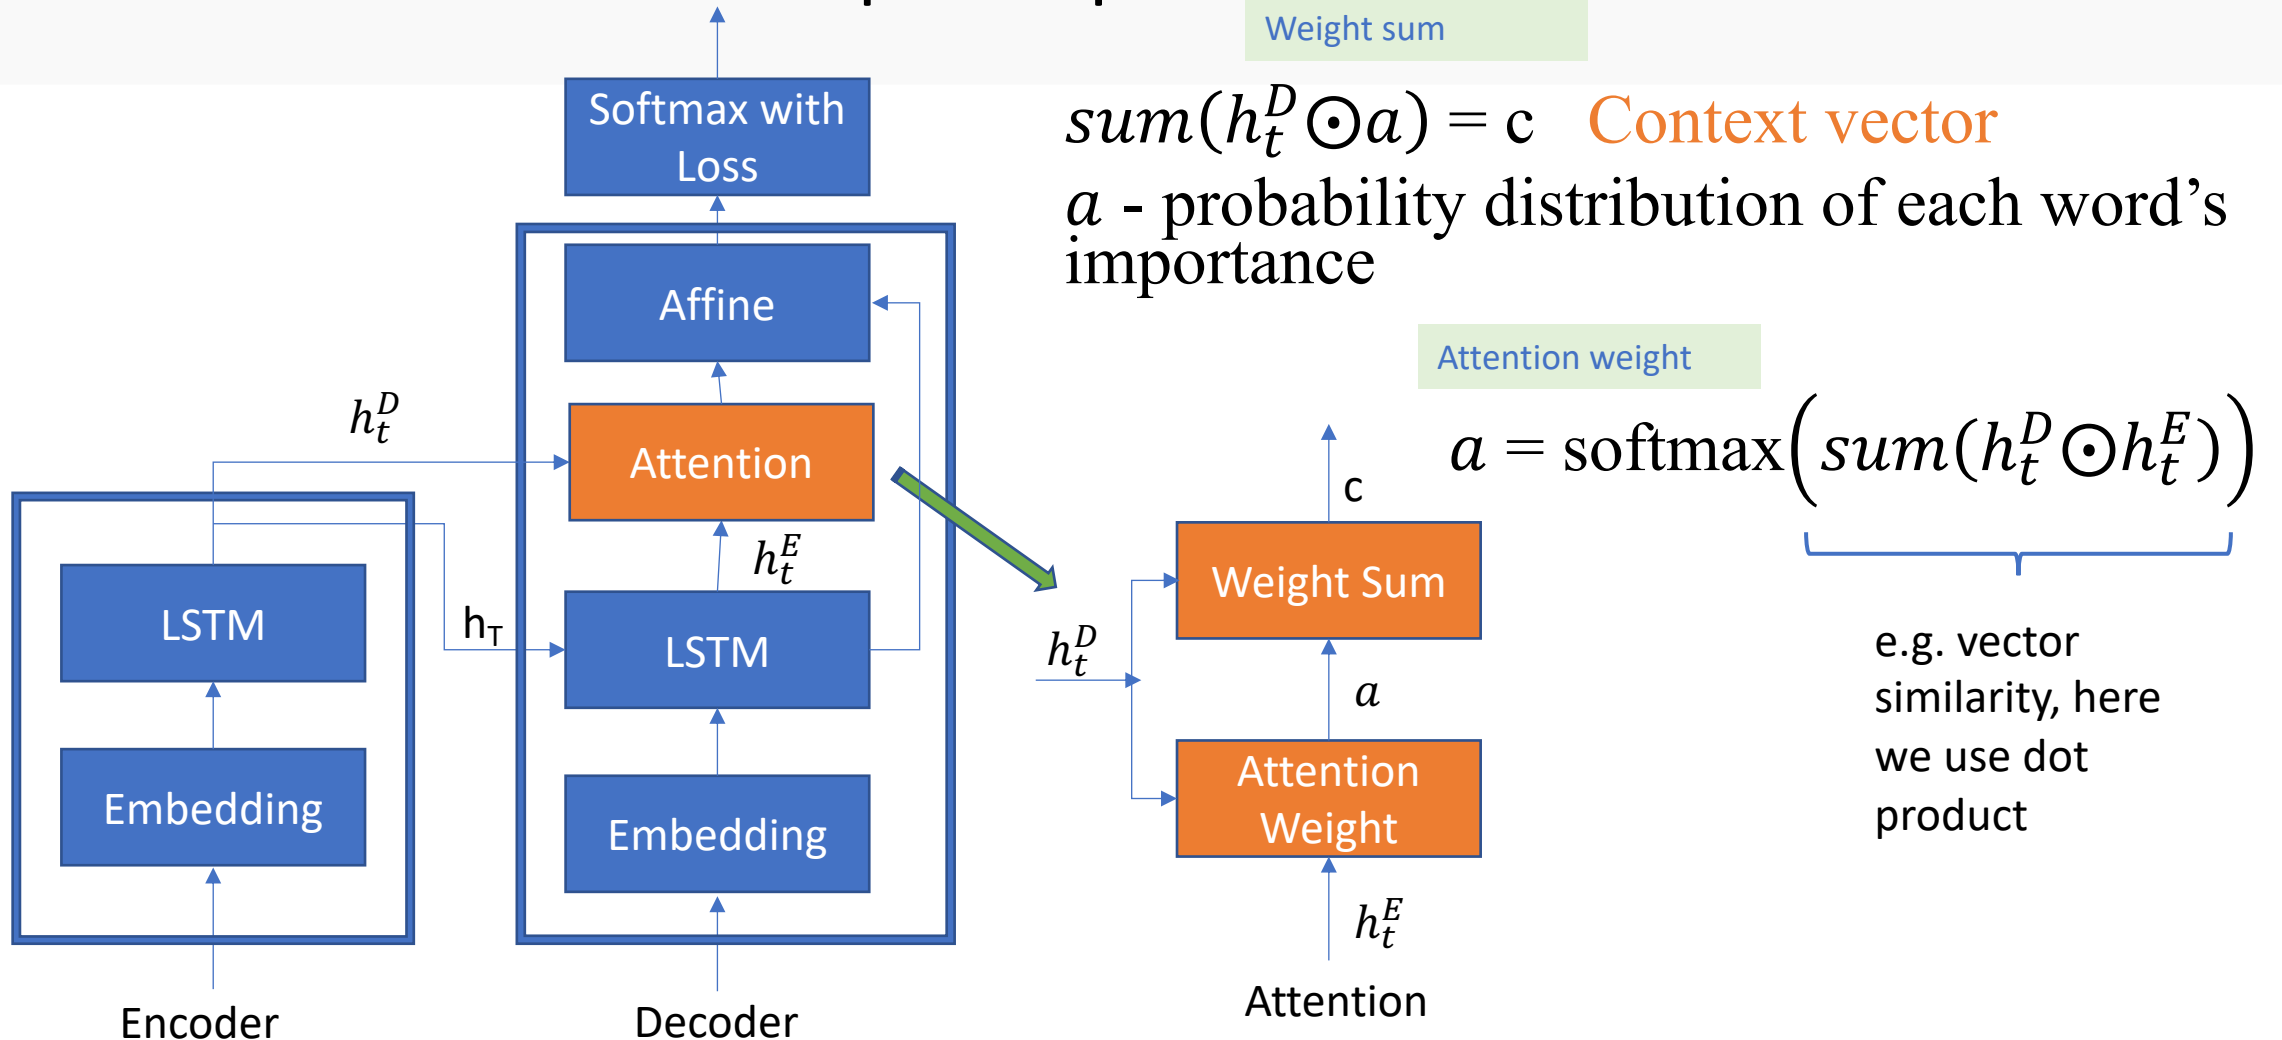 Weight sum
Softmax with
Loss
sum(h_t^D ⊙ a) = c Context vector
a - probability distribution of each word's
importance
Affine
Attention weight
a = softmax(sum(h_t^D ⊙ h_t^E))
h_t^D
Attention
h_t^E
c
LSTM
h_T
LSTM
Weight Sum
h_t^D
a
e.g. vector
similarity, here
we use dot
product
Embedding
Embedding
Attention
Weight
h_t^E
Encoder
Decoder
Attention